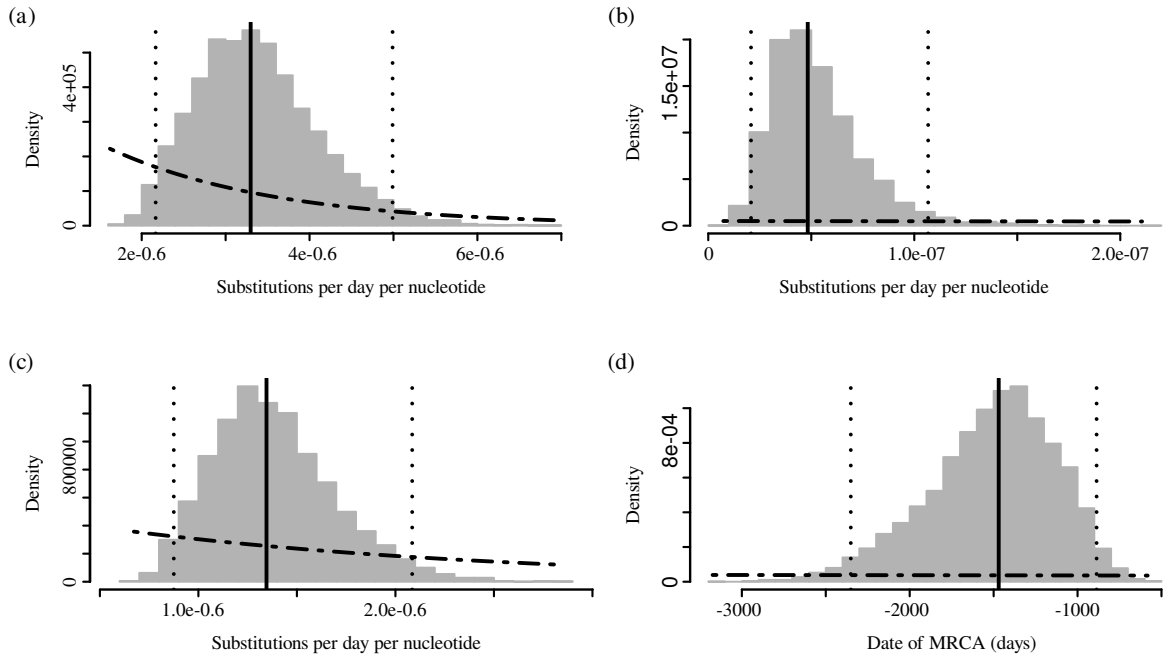 (a)
Density
4e+05
0
2e-0.6 4e-0.6 6e-0.6
Substitutions per day per nucleotide
(b)
Density
1.5e+07
0
0 1.0e-07 2.0e-07
Substitutions per day per nucleotide
(c)
Density
800000
0
1.0e-0.6 2.0e-0.6
Substitutions per day per nucleotide
(d)
Density
8e-04
0
-3000 -2000 -1000
Date of MRCA (days)